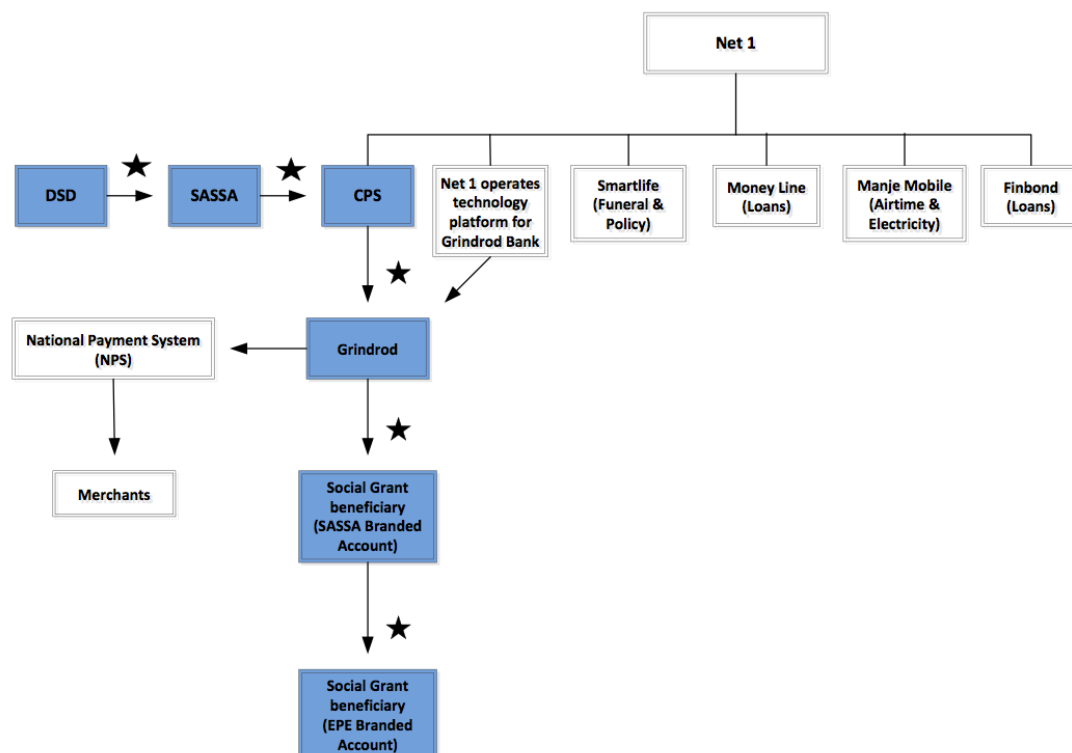 Net 1
DSD
SASSA
CPS
Net 1 operates
technology
platform for
Grindrod Bank
Smartlife
(Funeral &
Policy)
Money Line
(Loans)
Manje Mobile
(Airtime &
Electricity)
Finbond
(Loans)
National Payment System
(NPS)
Grindrod
Merchants
Social Grant
beneficiary
(SASSA Branded
Account)
Social Grant
beneficiary
(EPE Branded
Account)